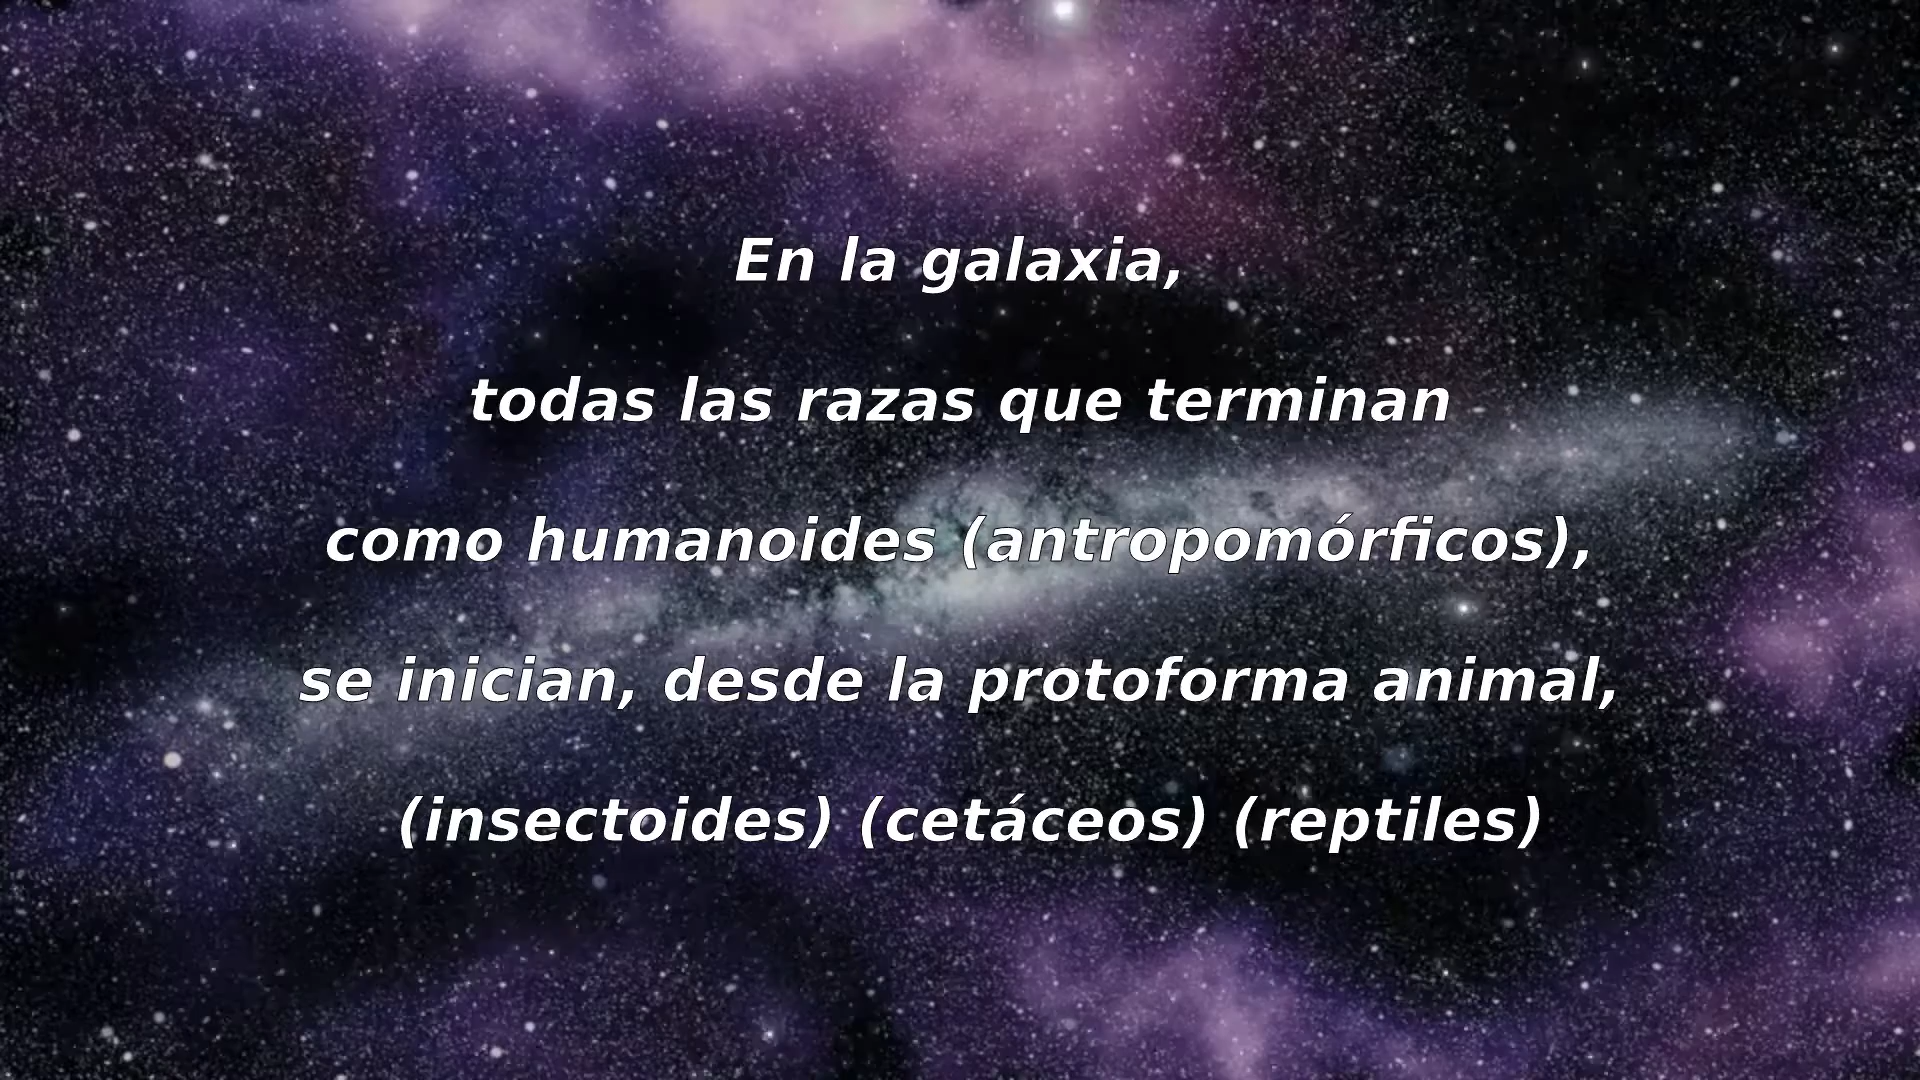 En la galaxia,
todas las razas que terminan
como humanoides (antropomórficos),
se inician, desde la protoforma animal,
(insectoides) (cetáceos) (reptiles)